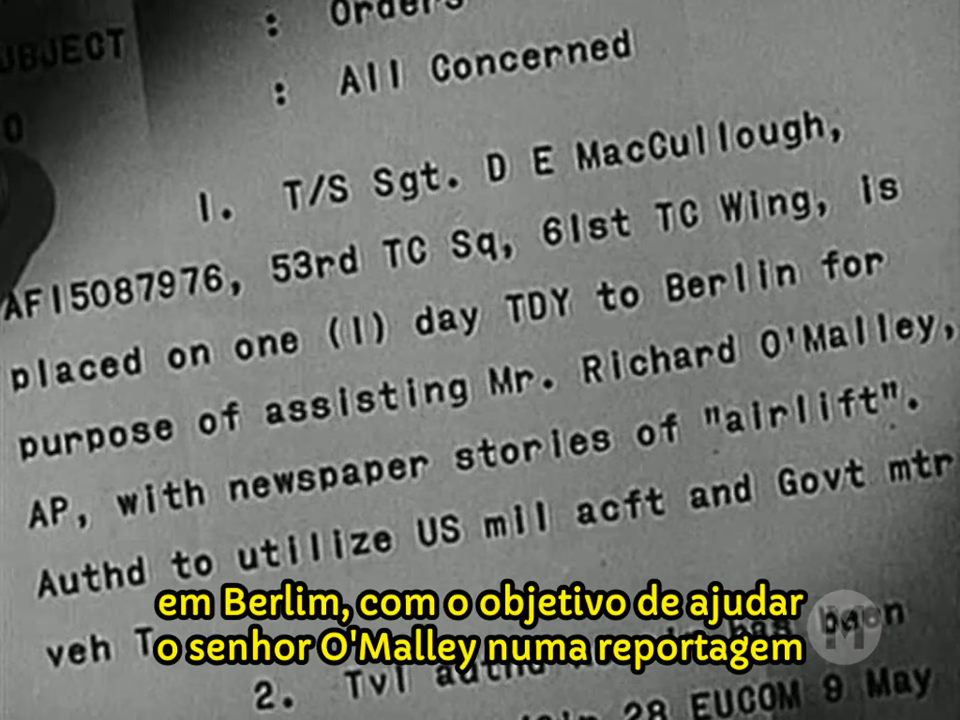 : Orders
UBJECT : All Concerned
O
1. T/S Sgt. D E MacCullough,
AF15087976, 53rd TC Sq, 61st TC Wing, is
placed on one (1) day TDY to Berlin for
purpose of assisting Mr. Richard O'Malley,
AP, with newspaper stories of "airlift".
Authd to utilize US mil acft and Govt mtr
veh T
em Berlim, com o objetivo de ajudar
o senhor O'Malley numa reportagem
been
2. Tvl
28 EUCOM 9 May
M